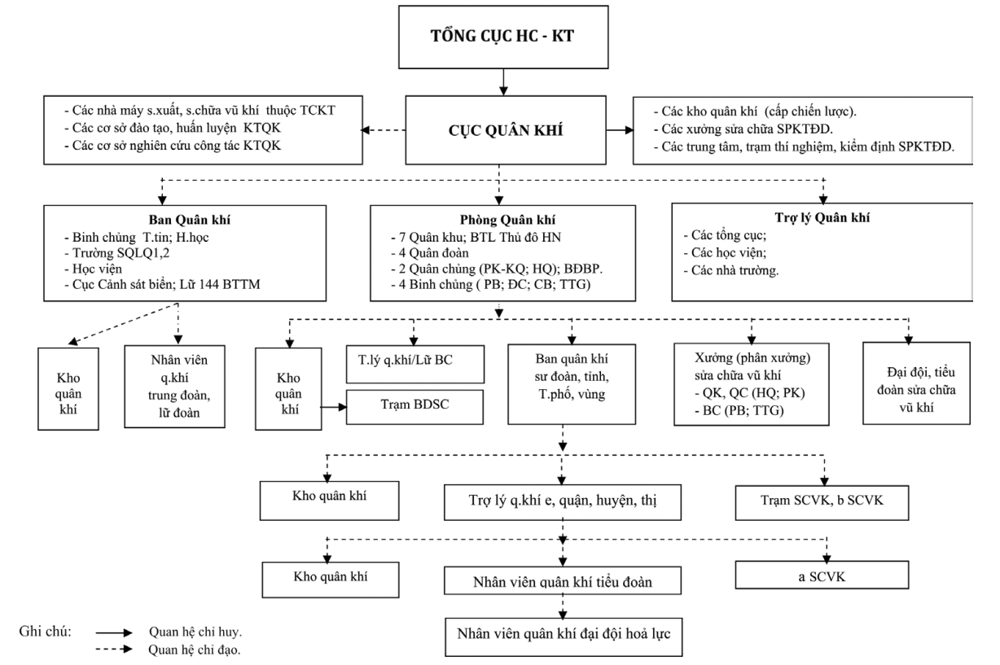 TỔNG CỤC HC - KT
- Các nhà máy s.xuất, s.chữa vũ khí thuộc TCKT
- Các cơ sở đào tạo, huấn luyện KTQK
- Các cơ sở nghiên cứu công tác KTQK
CỤC QUÂN KHÍ
- Các kho quân khí (cấp chiến lược).
- Các xưởng sửa chữa SPKTĐD.
- Các trung tâm, trạm thí nghiệm, kiểm định SPKTĐD.
Ban Quân khí
- Binh chủng T.tin; H.học
- Trường SQLQ1,2
- Học viện
- Cục Cảnh sát biển; Lữ 144 BTTM
Phòng Quân khí
- 7 Quân khu; BTL Thủ đô HN
- 4 Quân đoàn
- 2 Quân chủng (PK-KQ; HQ); BĐBP.
- 4 Binh chủng ( PB; ĐC; CB; TTG)
Trợ lý Quân khí
- Các tổng cục;
- Các học viện;
- Các nhà trường.
Kho
quân
khí
Nhân viên
q.khí
trung đoàn,
lữ đoàn
Kho
quân
khí
T.lý q.khí/Lữ BC
Trạm BDSC
Ban quân khí
sư đoàn, tỉnh,
T.phố, vùng
Xưởng (phân xưởng)
sửa chữa vũ khí
- QK, QC (HQ; PK)
- BC (PB; TTG)
Đại đội, tiểu
đoàn sửa chữa
vũ khí
Kho quân khí
Trợ lý q.khí e, quận, huyện, thị
Trạm SCVK, b SCVK
Kho quân khí
Nhân viên quân khí tiểu đoàn
a SCVK
Nhân viên quân khí đại đội hoả lực
Ghi chú:
Quan hệ chỉ huy.
Quan hệ chỉ đạo.